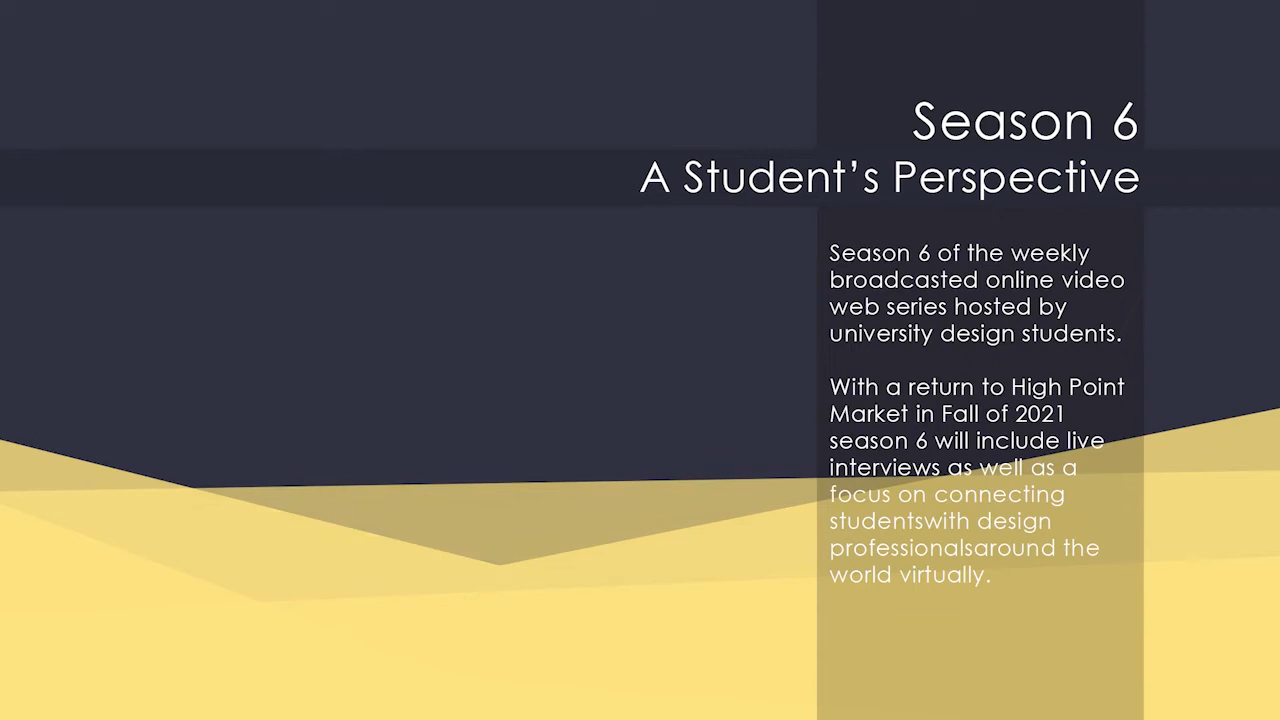 Season 6
A Student’s Perspective
Season 6 of the weekly
broadcasted online video
web series hosted by
university design students.
With a return to High Point
Market in Fall of 2021
season 6 will include live
interviews as well as a
focus on connecting
studentswith design
professionalsaround the
world virtually.